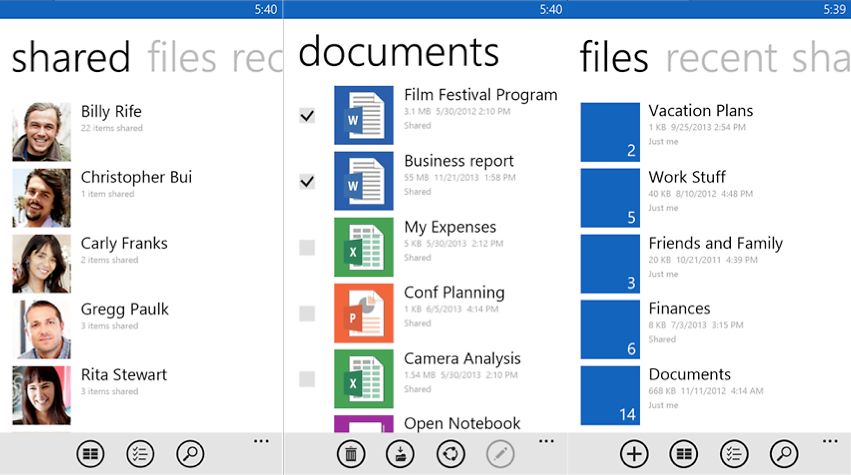 5:40
shared files rec
Billy Rife
22 items shared
Christopher Bui
1 item shared
Carly Franks
2 items shared
Gregg Paulk
3 items shared
Rita Stewart
3 items shared
5:40
documents
Film Festival Program
3.1 MB 5/30/2012 2:10 PM
Shared
Business report
55 MB 11/21/2013 1:58 PM
Shared
My Expenses
5 KB 5/30/2013 2:12 PM
Shared
Conf Planning
1 KB 6/5/2013 4:14 PM
Shared
Camera Analysis
1.54 MB 5/30/2013 2:10 PM
Shared
Open Notebook
W
W
X
P
X
5:39
files recent sha
Vacation Plans
1 KB 9/25/2013 2:54 PM
Just me
2
Work Stuff
40 KB 8/10/2012 4:48 PM
Just me
5
Friends and Family
20 KB 10/21/2011 4:39 PM
Just me
3
Finances
8 KB 7/3/2013 3:15 PM
Shared
6
Documents
668 KB 11/11/2012 4:14 AM
Just me
14